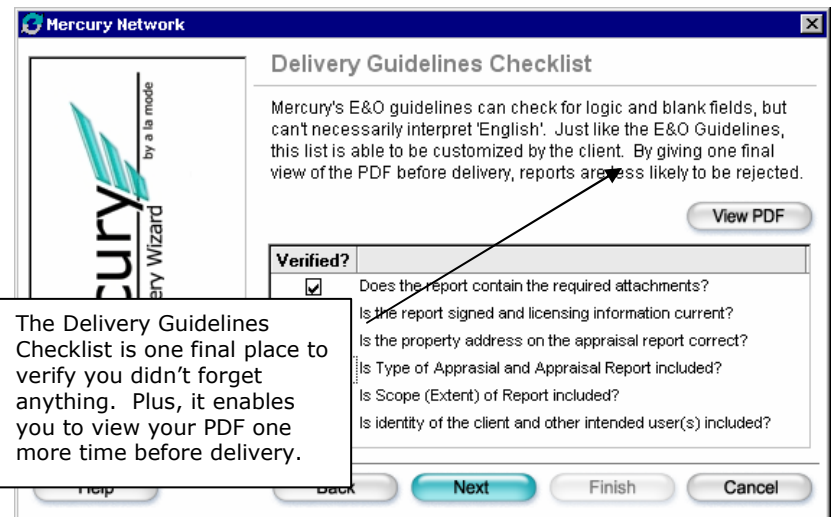 Mercury Network
Delivery Guidelines Checklist
by a la mode
Mercury's E&O guidelines can check for logic and blank fields, but
can't necessarily interpret 'English'. Just like the E&O Guidelines,
this list is able to be customized by the client. By giving one final
view of the PDF before delivery, reports are less likely to be rejected.
View PDF
Verified?
Does the report contain the required attachments?
Is the report signed and licensing information current?
Is the property address on the appraisal report correct?
Is Type of Apprasial and Appraisal Report included?
Is Scope (Extent) of Report included?
Is identity of the client and other intended user(s) included?
The Delivery Guidelines
Checklist is one final place to
verify you didn't forget
anything. Plus, it enables
you to view your PDF one
more time before delivery.
Help
Back
Next
Finish
Cancel